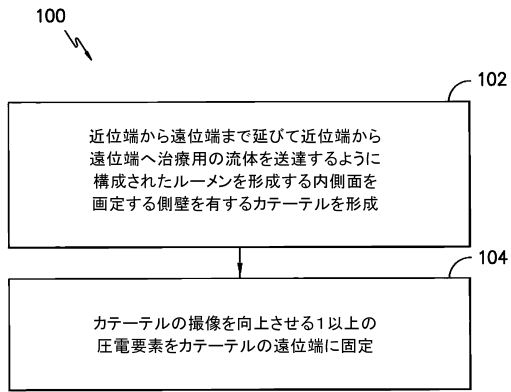 100
102
近位端から遠位端まで延びて近位端から
遠位端へ治療用の流体を送達するように
構成されたルーメンを形成する内側面を
画定する側壁を有するカテーテルを形成
104
カテーテルの撮像を向上させる1以上の
圧電要素をカテーテルの遠位端に固定